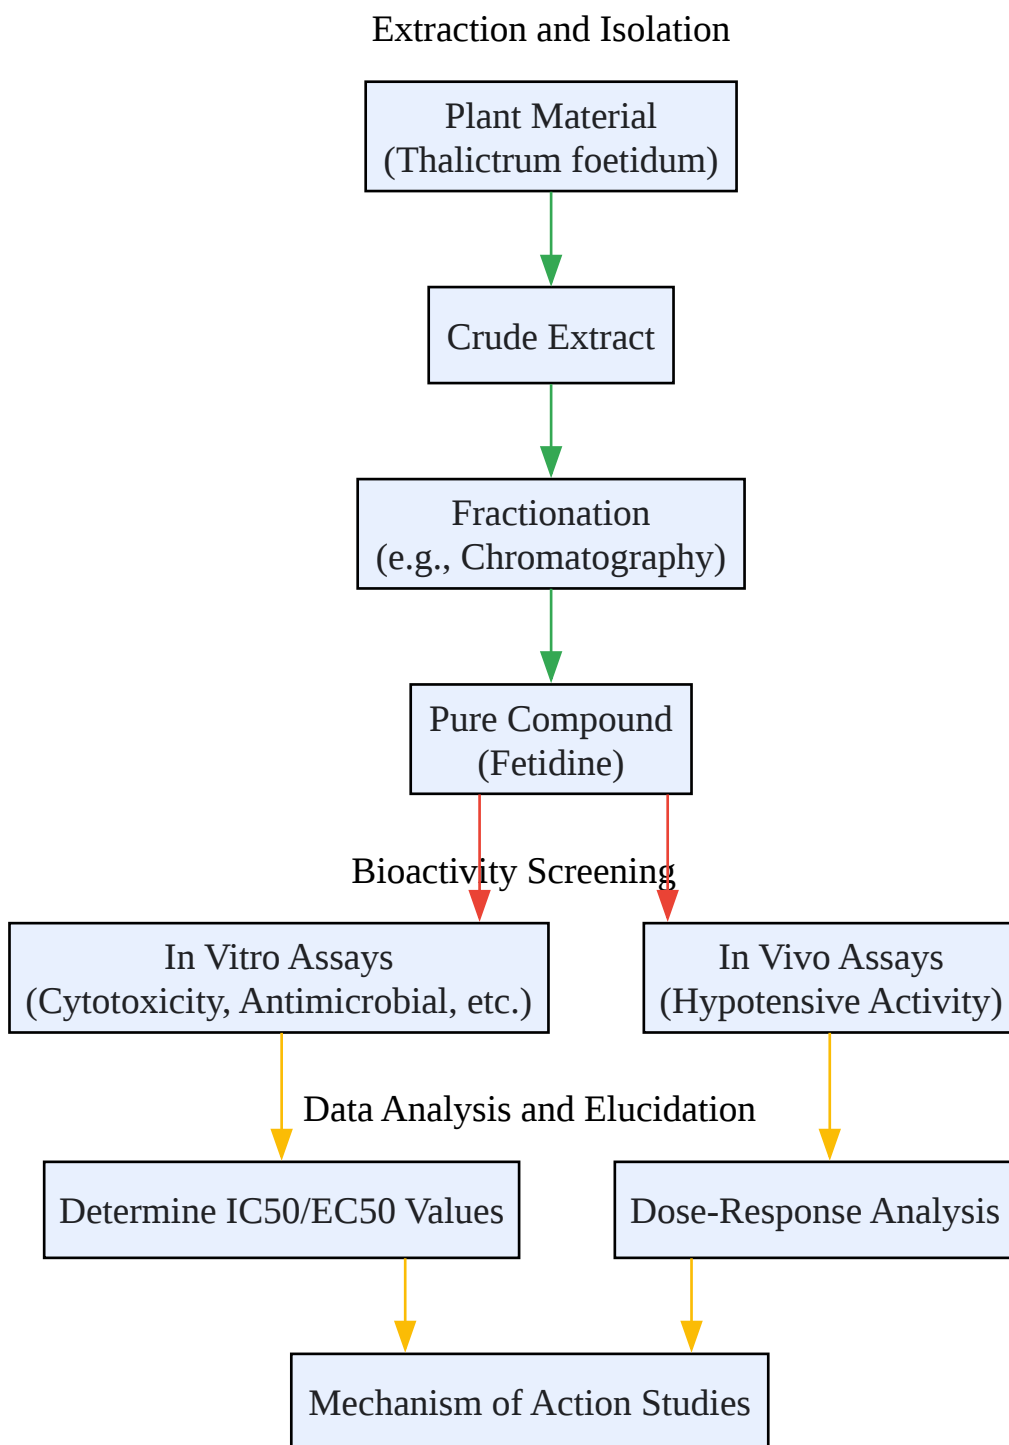 Extraction and Isolation
Plant Material
(Thalictrum foetidum)
Crude Extract
Fractionation
(e.g., Chromatography)
Pure Compound
(Fetidine)
Bioactivity Screening
In Vitro Assays
(Cytotoxicity, Antimicrobial, etc.)
In Vivo Assays
(Hypotensive Activity)
Data Analysis and Elucidation
Determine IC50/EC50 Values
Dose-Response Analysis
Mechanism of Action Studies